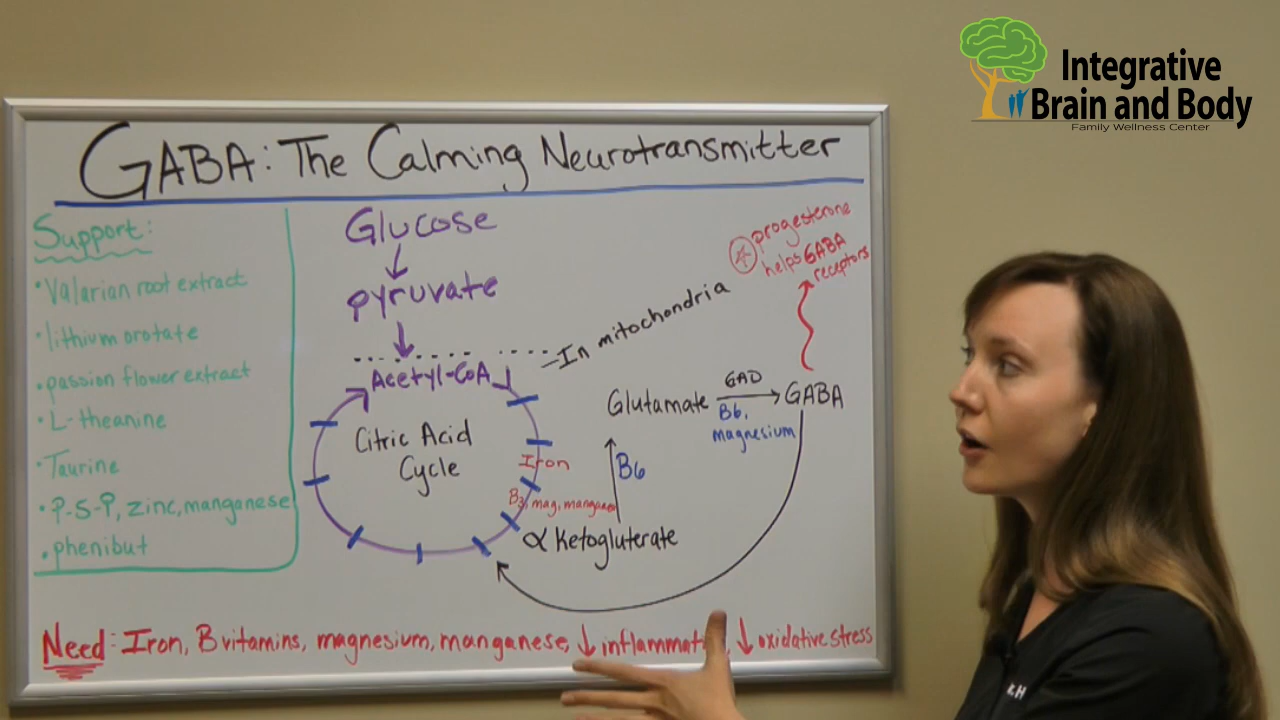 Integrative
Brain and Body
Family Wellness Center
GABA: The Calming Neurotransmitter
Support:
• Valarian root extract
• lithium orotate
• passion flower extract
• L-theanine
• Taurine
• P-5-P, zinc, manganese
• phenibut
Glucose
pyruvate
Acetyl-CoA
- In mitochondria
Citric Acid
Cycle
Iron
B3, mag, manganese
α Ketogluterate
B6
Glutamate
GAD
B6,
magnesium
GABA
progesterone
helps GABA
receptors
Need: Iron, B vitamins, magnesium, manganese, ↓ inflammati , ↓ oxidative stress
.H